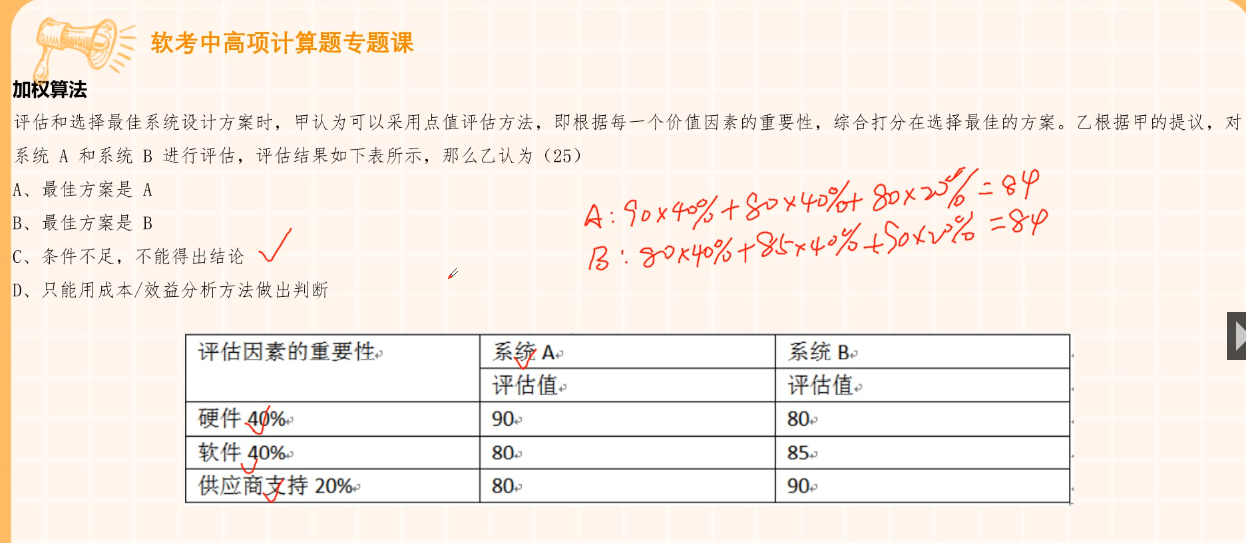 软考中高项计算题专题课
加权算法
评估和选择最佳系统设计方案时，甲认为可以采用点值评估方法，即根据每一个价值因素的重要性，综合打分在选择最佳的方案。乙根据甲的提议，对
系统 A 和系统 B 进行评估，评估结果如下表所示，那么乙认为（25）
A、最佳方案是 A
B、最佳方案是 B
C、条件不足，不能得出结论
D、只能用成本/效益分析方法做出判断
A：90×40%+80×40%+80×20%=84
B：80×40%+85×40%+90×20%=84
评估因素的重要性 系统 A 系统 B
评估值 评估值
硬件 40% 90 80
软件 40% 80 85
供应商支持 20% 80 90